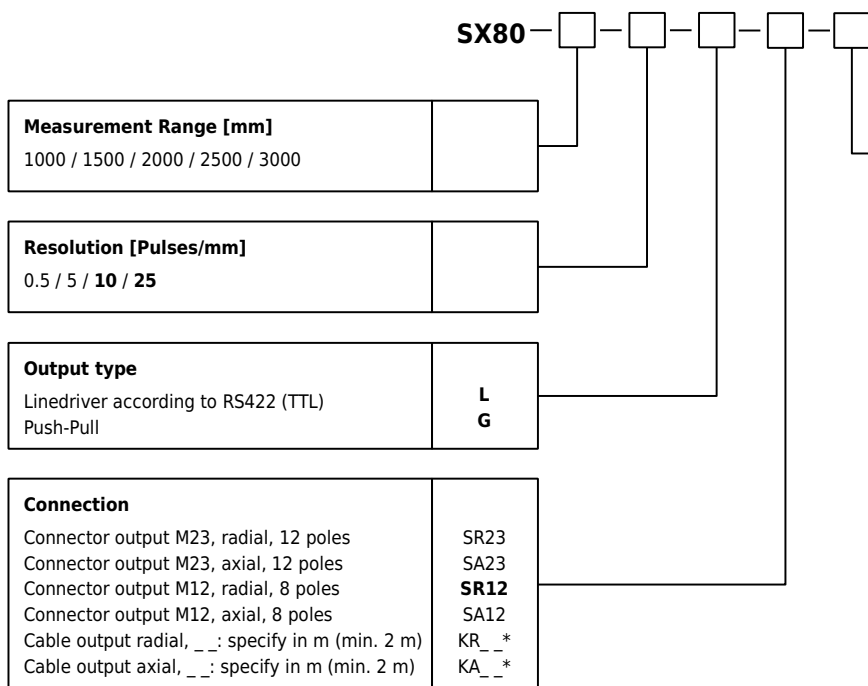 SX80
Measurement Range [mm]
1000 / 1500 / 2000 / 2500 / 3000
Resolution [Pulses/mm]
0.5 / 5 / 10 / 25
Output type
Linedriver according to RS422 (TTL) L
Push-Pull G
Connection
Connector output M23, radial, 12 poles SR23
Connector output M23, axial, 12 poles SA23
Connector output M12, radial, 8 poles SR12
Connector output M12, axial, 8 poles SA12
Cable output radial, _ _: specify in m (min. 2 m) KR_ _*
Cable output axial, _ _: specify in m (min. 2 m) KA_ _*